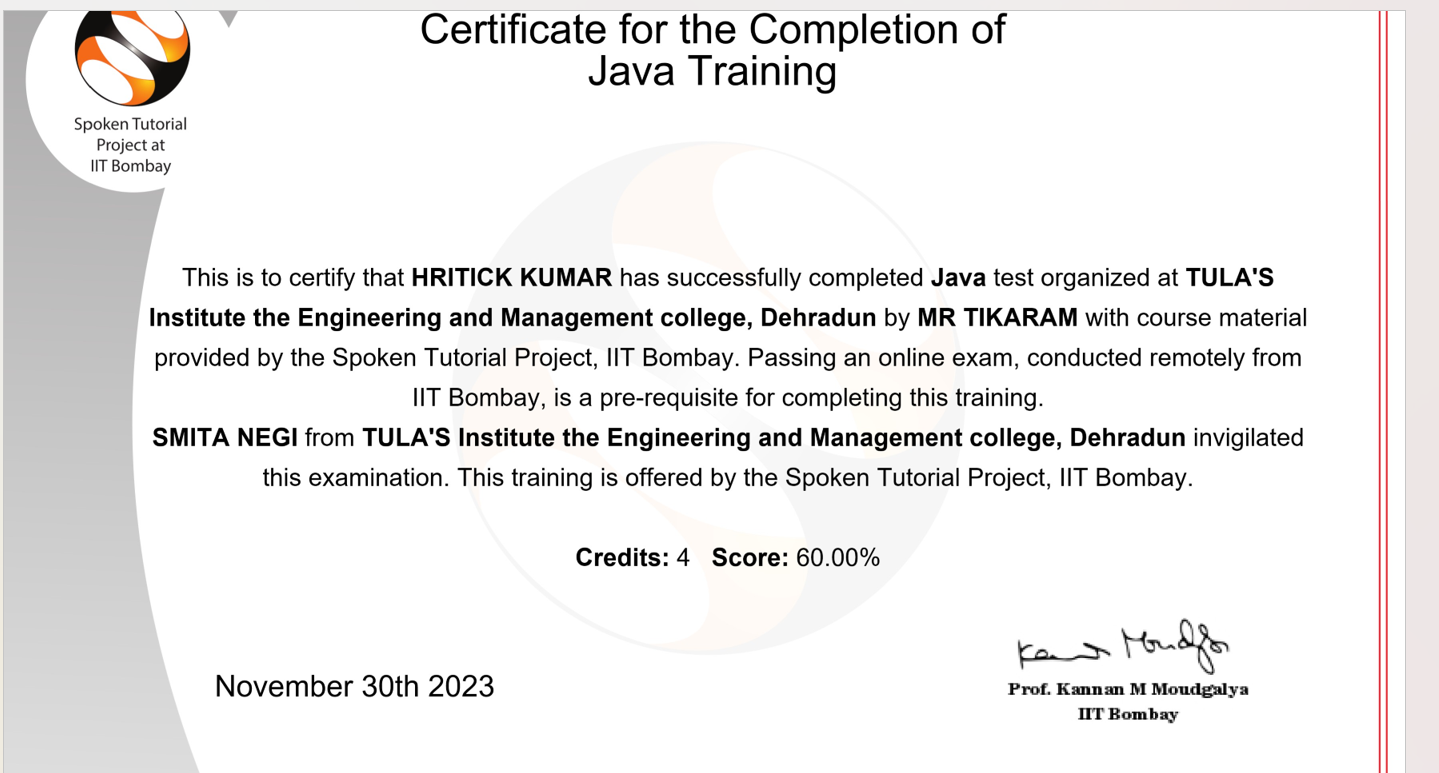 Certificate for the Completion of
Java Training
Spoken Tutorial
Project at
IIT Bombay
This is to certify that HRITICK KUMAR has successfully completed Java test organized at TULA'S
Institute the Engineering and Management college, Dehradun by MR TIKARAM with course material
provided by the Spoken Tutorial Project, IIT Bombay. Passing an online exam, conducted remotely from
IIT Bombay, is a pre-requisite for completing this training.
SMITA NEGI from TULA'S Institute the Engineering and Management college, Dehradun invigilated
this examination. This training is offered by the Spoken Tutorial Project, IIT Bombay.
Credits: 4 Score: 60.00%
November 30th 2023
Prof. Kannan M Moudgalya
IIT Bombay